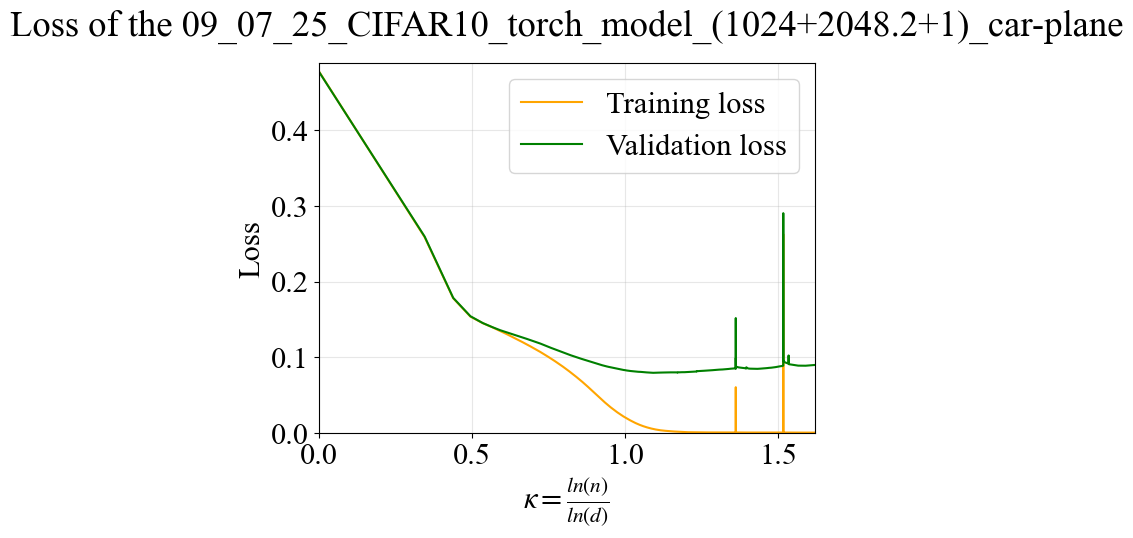 Loss of the 09_07_25_CIFAR10_torch_model_(1024+2048.2+1)_car-plane
Training loss
Validation loss
Loss
0.4
0.3
0.2
0.1
0.0
0.0 0.5 1.0 1.5
κ = ln(n)/ln(d)